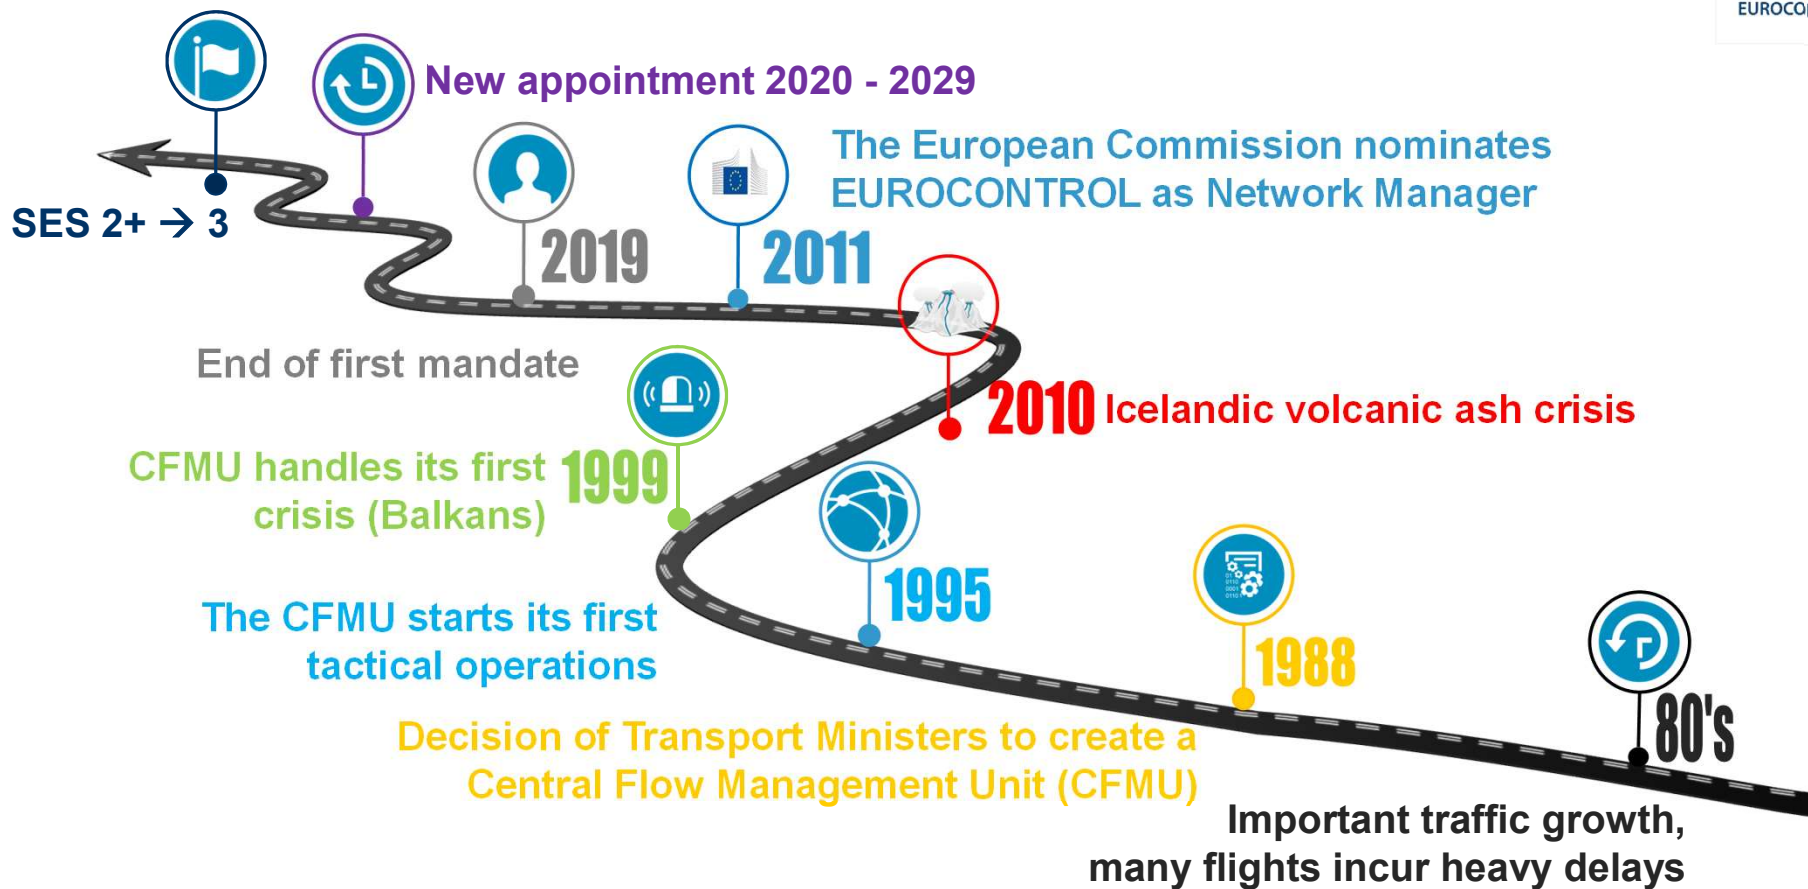 New appointment 2020 - 2029
The European Commission nominates
EUROCONTROL as Network Manager
SES 2+ → 3
2019
2011
End of first mandate
2010 Icelandic volcanic ash crisis
CFMU handles its first
crisis (Balkans)
1999
1995
The CFMU starts its first
tactical operations
1988
Decision of Transport Ministers to create a
Central Flow Management Unit (CFMU)
80's
Important traffic growth,
many flights incur heavy delays